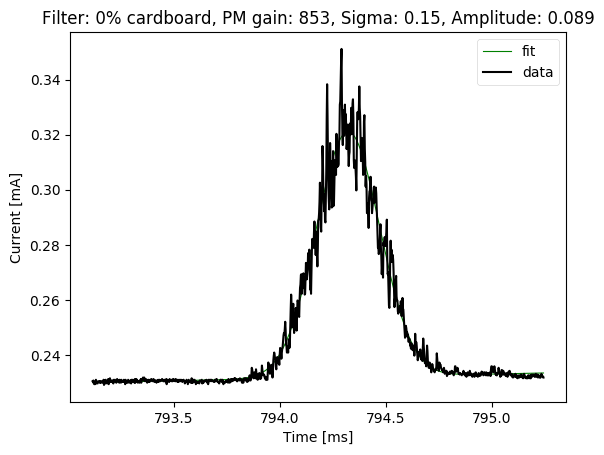 Filter: 0% cardboard, PM gain: 853, Sigma: 0.15, Amplitude: 0.089
fit
data
0.34
0.32
0.30
0.28
0.26
0.24
Current [mA]
793.5 794.0 794.5 795.0
Time [ms]